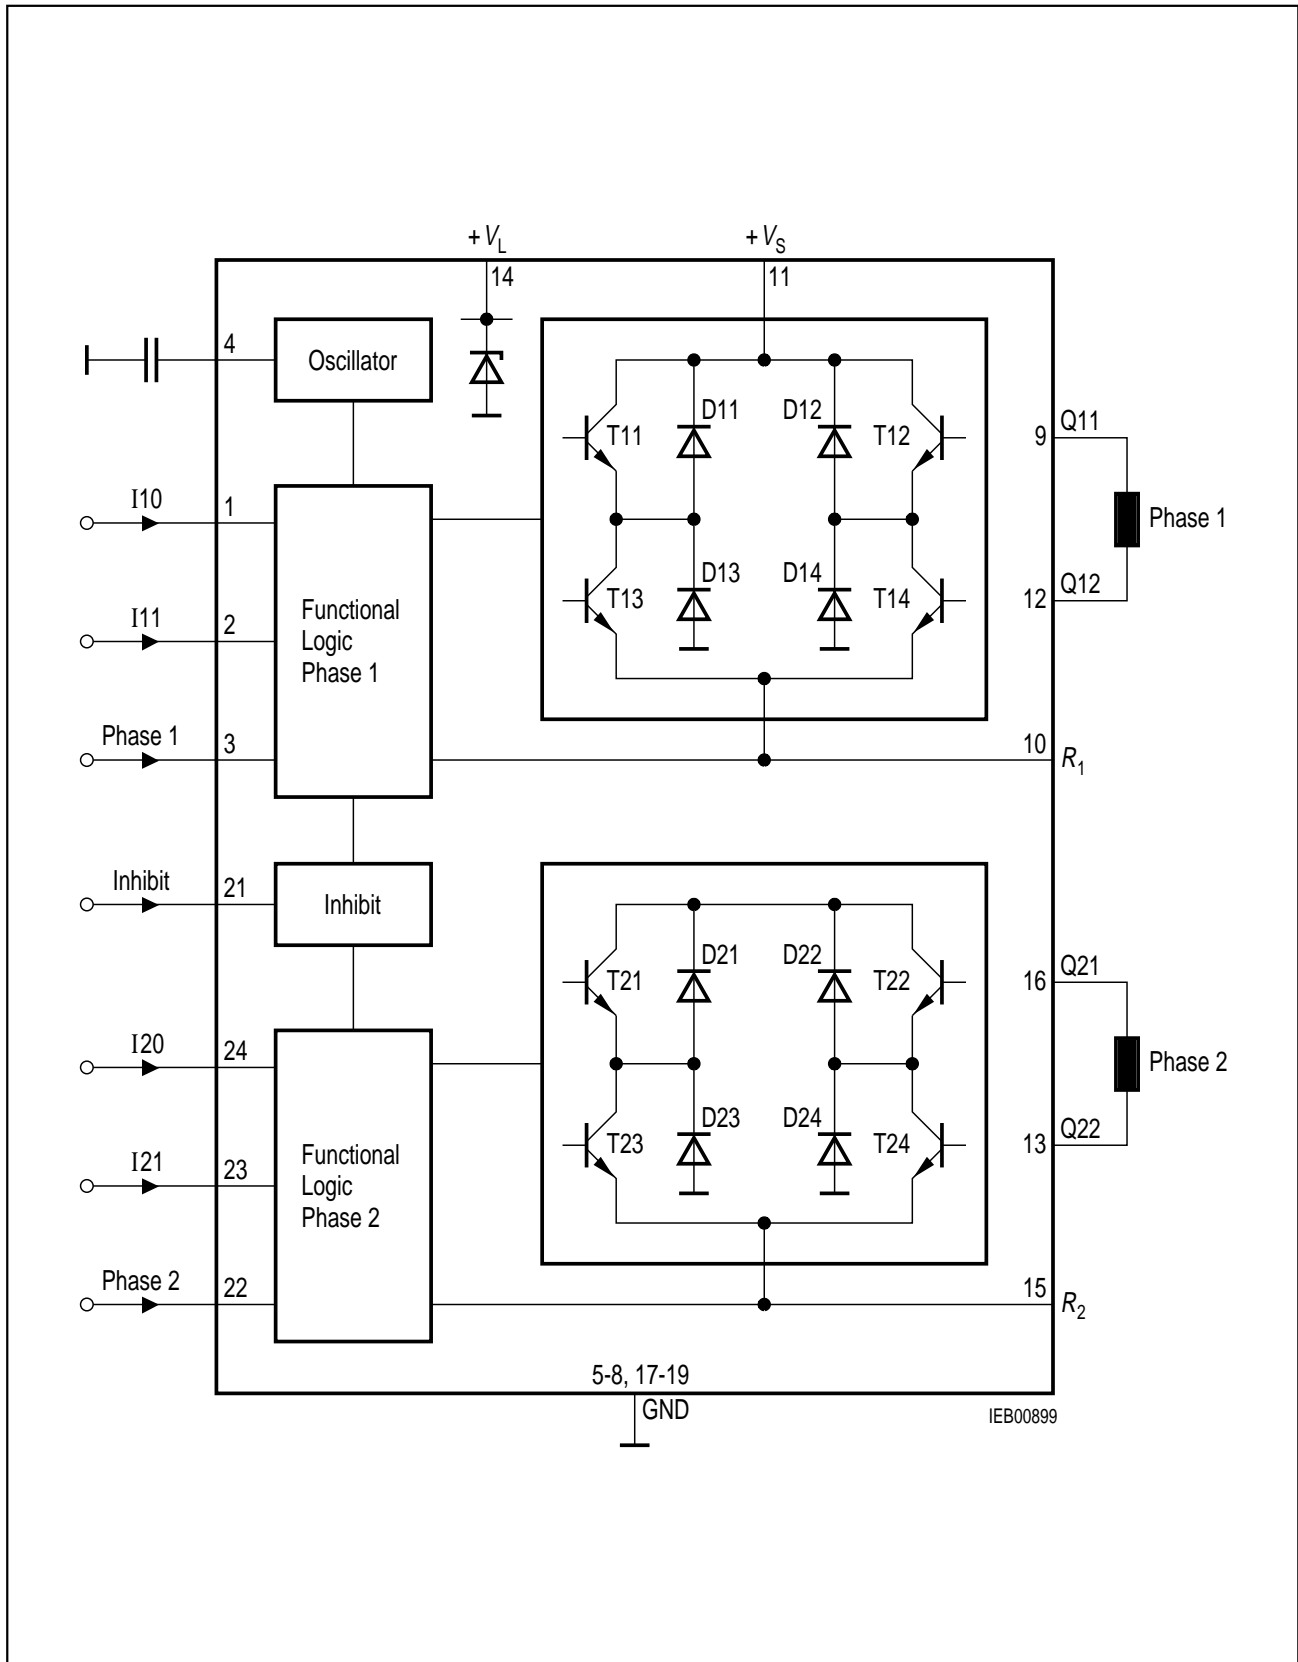 + VL
+ VS
14
11
4
Oscillator
D11
D12
T11
T12
9
Q11
I10
1
Phase 1
D13
D14
T13
T14
12
Q12
I11
2
Functional
Logic
Phase 1
Phase 1
3
10
R1
Inhibit
21
Inhibit
D21
D22
T21
T22
16
Q21
I20
24
Phase 2
D23
D24
T23
T24
13
Q22
I21
23
Functional
Logic
Phase 2
Phase 2
22
15
R2
5-8, 17-19
GND
IEB00899